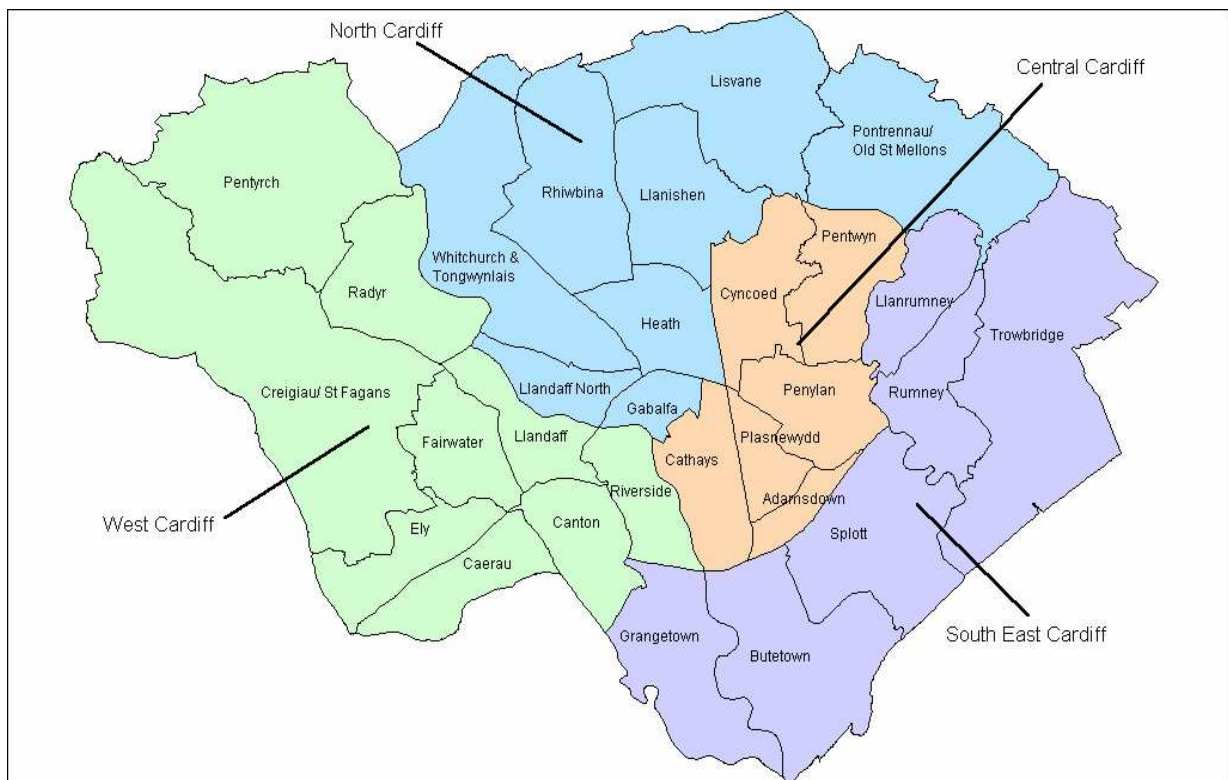 North Cardiff
Central Cardiff
Lisvane
Pontrennau/
Old St Mellons
Pentyrch
Rhiwbina
Llanishen
Pentwyn
Whitchurch &
Tongwynlais
Radyr
Cyncoed
Llanrumney
Heath
Trowbridge
Creigiau/ St Fagans
Llandaff North
Gabalfa
Penylan
Rumney
Fairwater
Llandaff
Plasnewydd
Cathays
Riverside
Adamsdown
West Cardiff
Ely
Canton
Splott
Caerau
Grangetown
South East Cardiff
Butetown